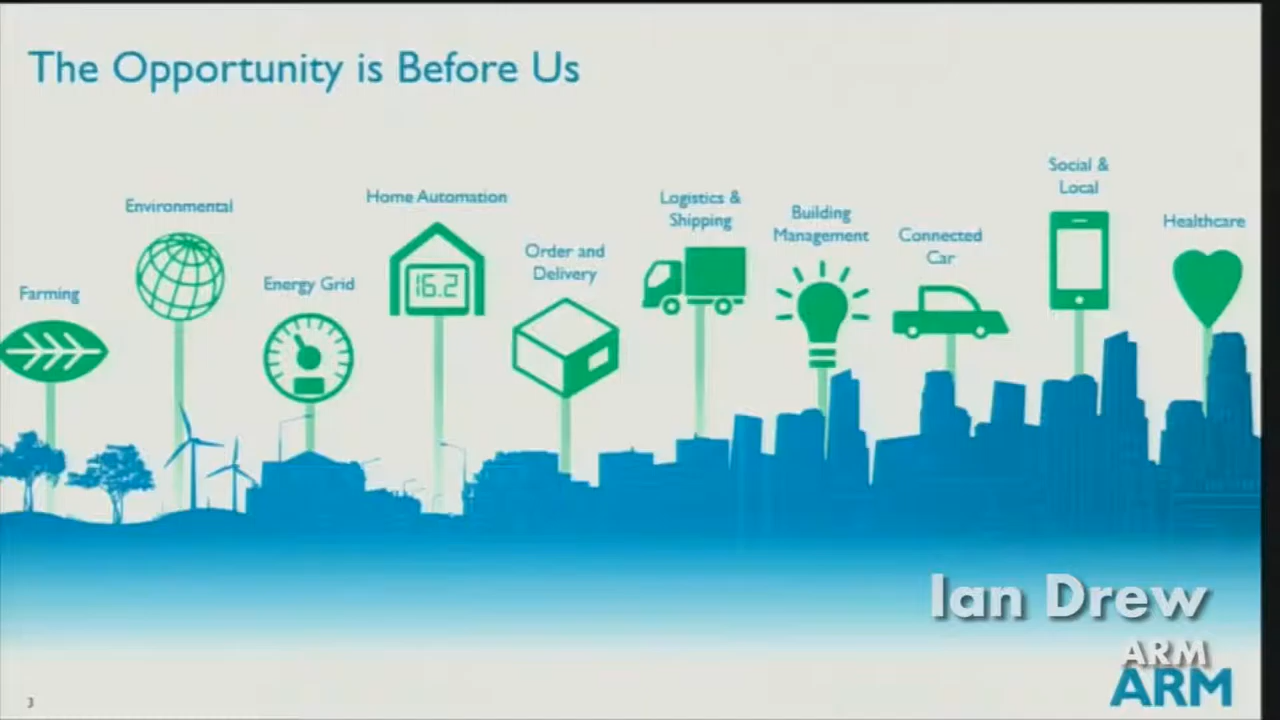 The Opportunity is Before Us
Social &
Local
Environmental
Home Automation
Logistics &
Shipping
Building
Management
Connected
Car
Healthcare
Order and
Delivery
Energy Grid
Farming
16.2
Ian Drew
ARM
ARM
3